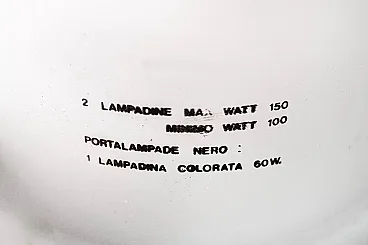 2 LAMPADINE MAX WATT 150
MINIMO WATT 100
PORTALAMPADE NERO :
1 LAMPADINA COLORATA 60W.